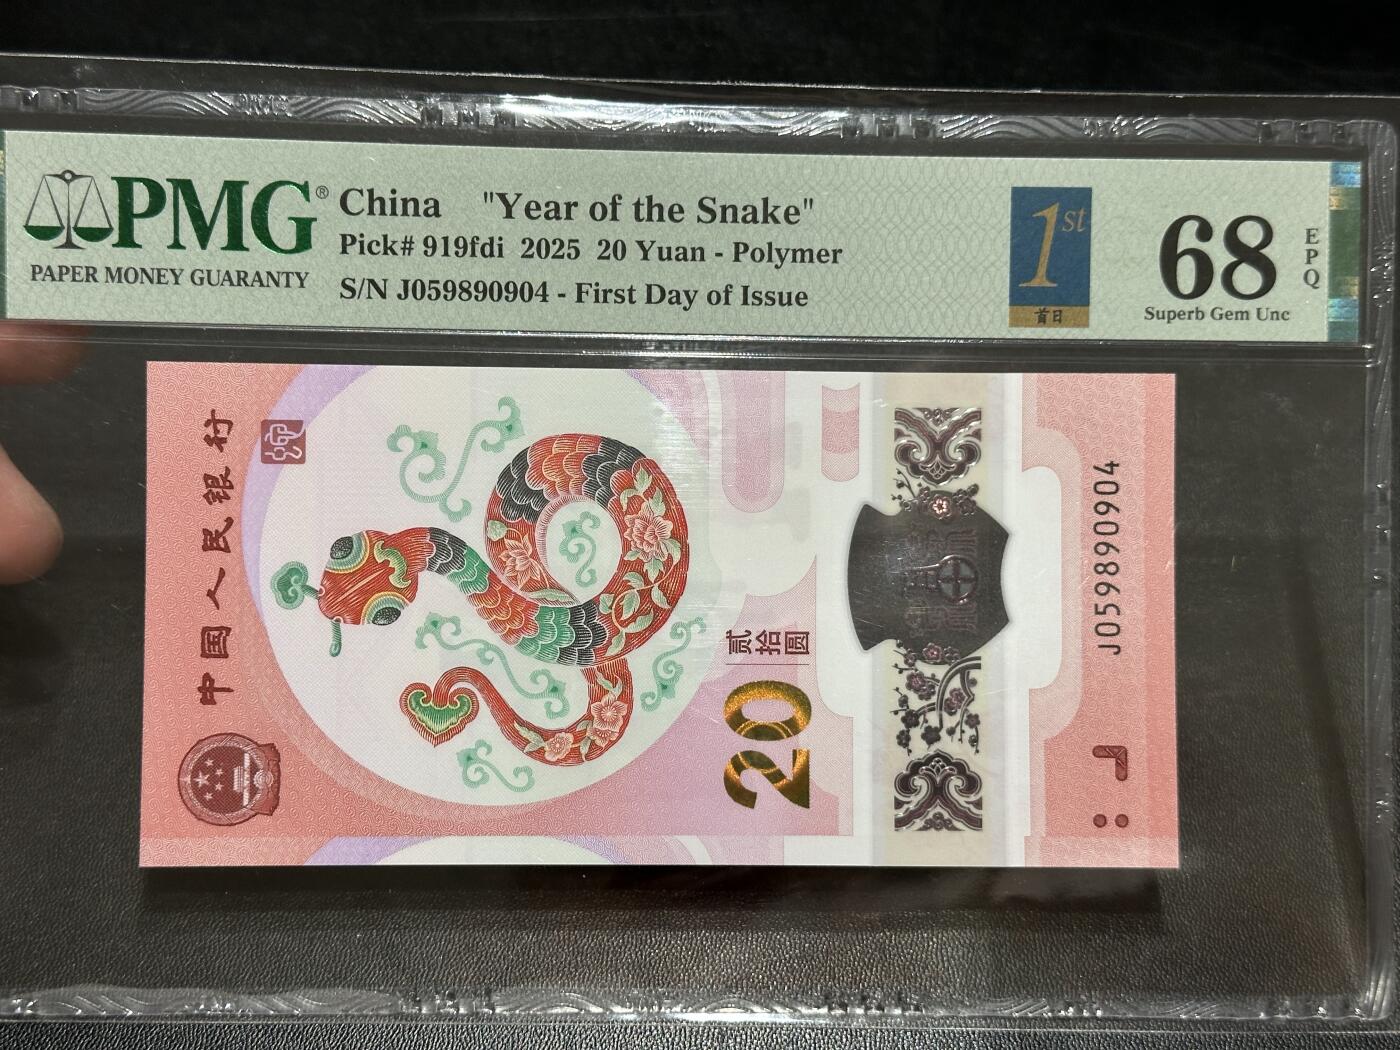 PMG®
PAPER MONEY GUARANTY
China "Year of the Snake"
Pick# 919fdi 2025 20 Yuan - Polymer
S/N J059890904 - First Day of Issue
1st
首日
68
EPQ
Superb Gem Unc
中国人民银行
贰拾圆
20
J059890904